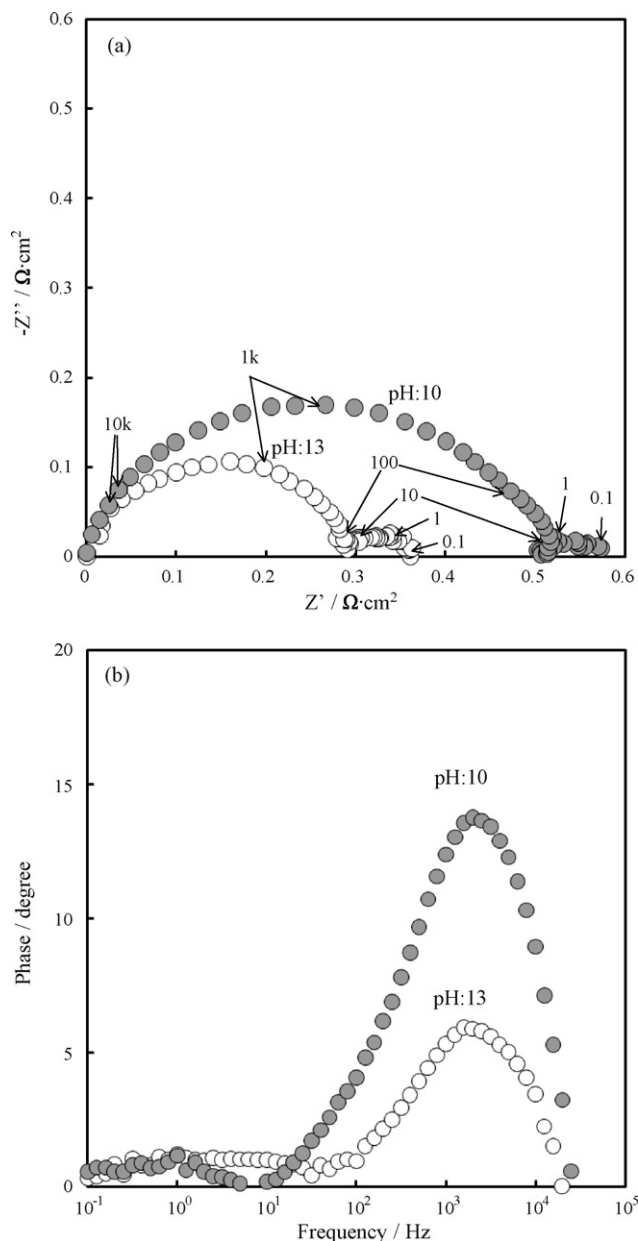 (a)
0.6
0.5
0.4
0.3
0.2
0.1
0
-Z’’ / Ω·cm²
1k
pH:10
10k
pH:13
100
10
1
0.1
1
0.1
0 0.1 0.2 0.3 0.4 0.5 0.6
Z’ / Ω·cm²
(b)
20
15
10
5
0
Phase / degree
pH:10
pH:13
10⁻¹ 10⁰ 10¹ 10² 10³ 10⁴ 10⁵
Frequency / Hz